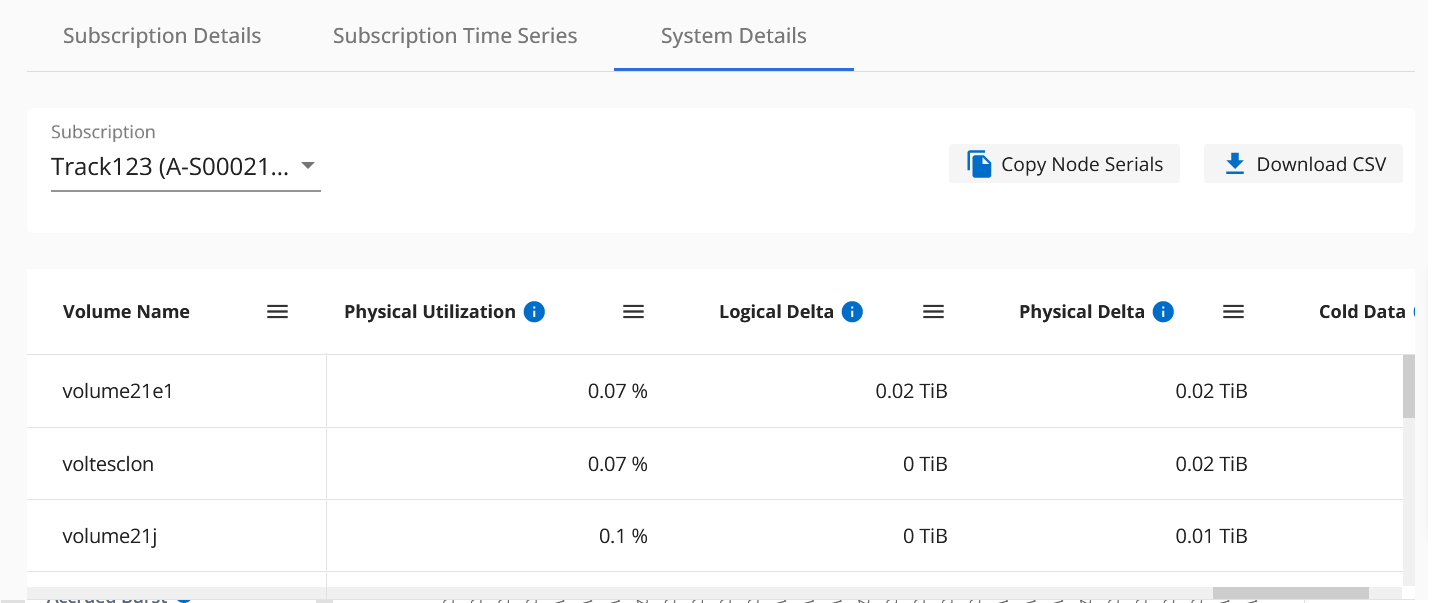 Subscription Details Subscription Time Series System Details
Subscription
Track123 (A-S00021... Copy Node Serials Download CSV
Volume Name Physical Utilization Logical Delta Physical Delta Cold Data
volume21e1 0.07 % 0.02 TiB 0.02 TiB
voltesclon 0.07 % 0 TiB 0.02 TiB
volume21j 0.1 % 0 TiB 0.01 TiB
Accrued Burst